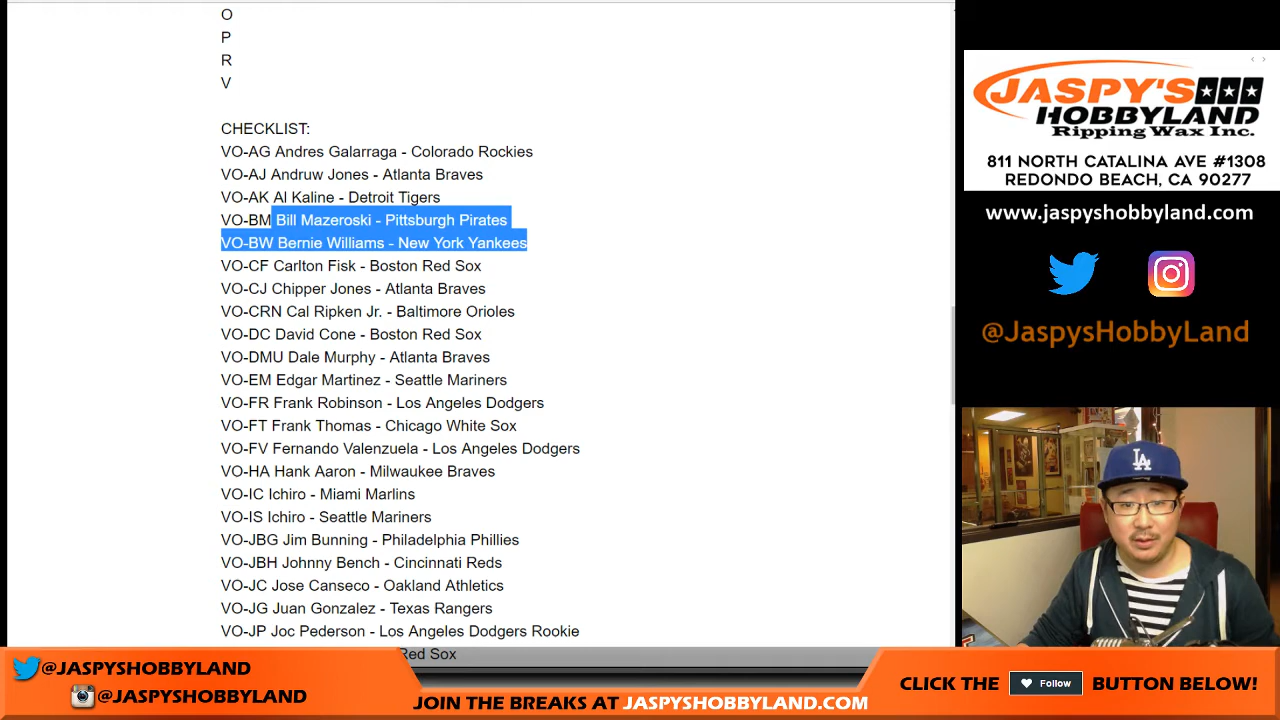 O
P
R
V
CHECKLIST:
VO-AG Andres Galarraga - Colorado Rockies
VO-AJ Andruw Jones - Atlanta Braves
VO-AK Al Kaline - Detroit Tigers
VO-BM Bill Mazeroski - Pittsburgh Pirates
VO-BW Bernie Williams - New York Yankees
VO-CF Carlton Fisk - Boston Red Sox
VO-CJ Chipper Jones - Atlanta Braves
VO-CRN Cal Ripken Jr. - Baltimore Orioles
VO-DC David Cone - Boston Red Sox
VO-DMU Dale Murphy - Atlanta Braves
VO-EM Edgar Martinez - Seattle Mariners
VO-FR Frank Robinson - Los Angeles Dodgers
VO-FT Frank Thomas - Chicago White Sox
VO-FV Fernando Valenzuela - Los Angeles Dodgers
VO-HA Hank Aaron - Milwaukee Braves
VO-IC Ichiro - Miami Marlins
VO-IS Ichiro - Seattle Mariners
VO-JBG Jim Bunning - Philadelphia Phillies
VO-JBH Johnny Bench - Cincinnati Reds
VO-JC Jose Canseco - Oakland Athletics
VO-JG Juan Gonzalez - Texas Rangers
VO-JP Joc Pederson - Los Angeles Dodgers Rookie
Red Sox
JASPY'S
HOBBYLAND
Ripping Wax Inc.
811 NORTH CATALINA AVE #1308
REDONDO BEACH, CA 90277
www.jaspyshobbyland.com
@JaspysHobbyLand
LA
@JASPYSHOBBYLAND
@JASPYSHOBBYLAND
JOIN THE BREAKS AT JASPYSHOBBYLAND.COM
CLICK THE Follow BUTTON BELOW!